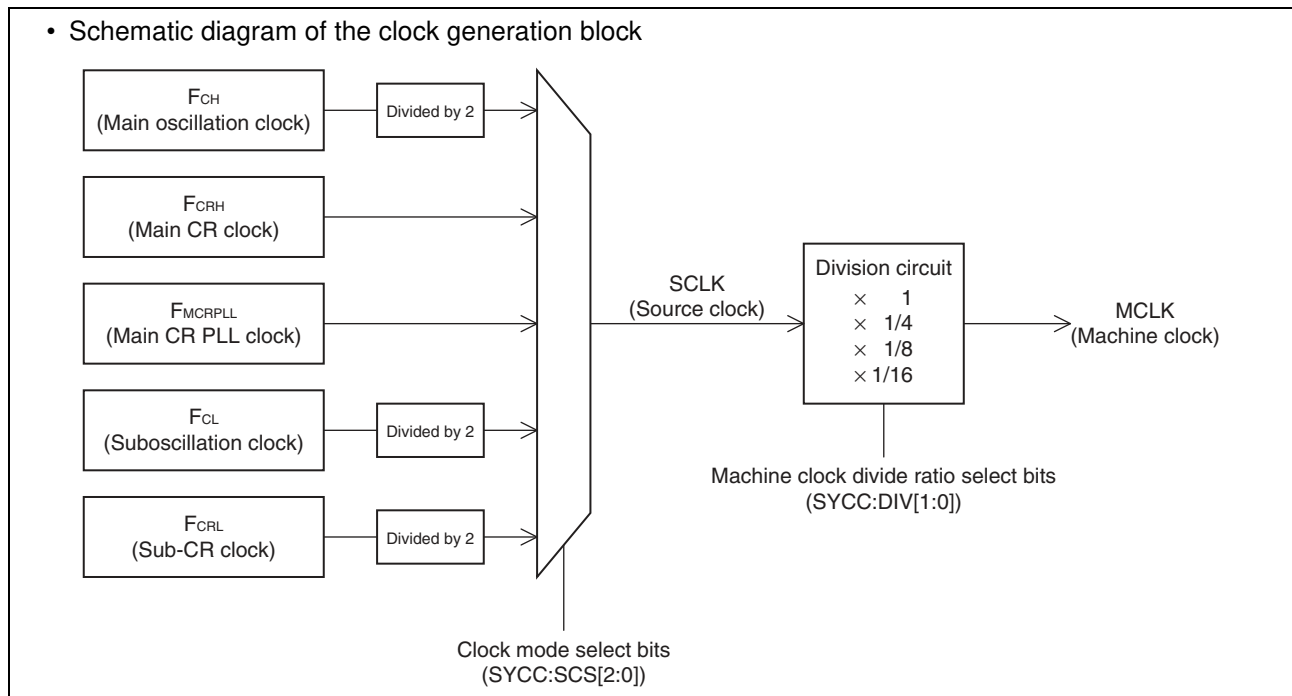 • Schematic diagram of the clock generation block
FCH
(Main oscillation clock)
Divided by 2
FCRH
(Main CR clock)
FMCRPLL
(Main CR PLL clock)
FCL
(Suboscillation clock)
Divided by 2
FCRL
(Sub-CR clock)
Divided by 2
SCLK
(Source clock)
Division circuit
× 1
× 1/4
× 1/8
× 1/16
MCLK
(Machine clock)
Machine clock divide ratio select bits
(SYCC:DIV[1:0])
Clock mode select bits
(SYCC:SCS[2:0])